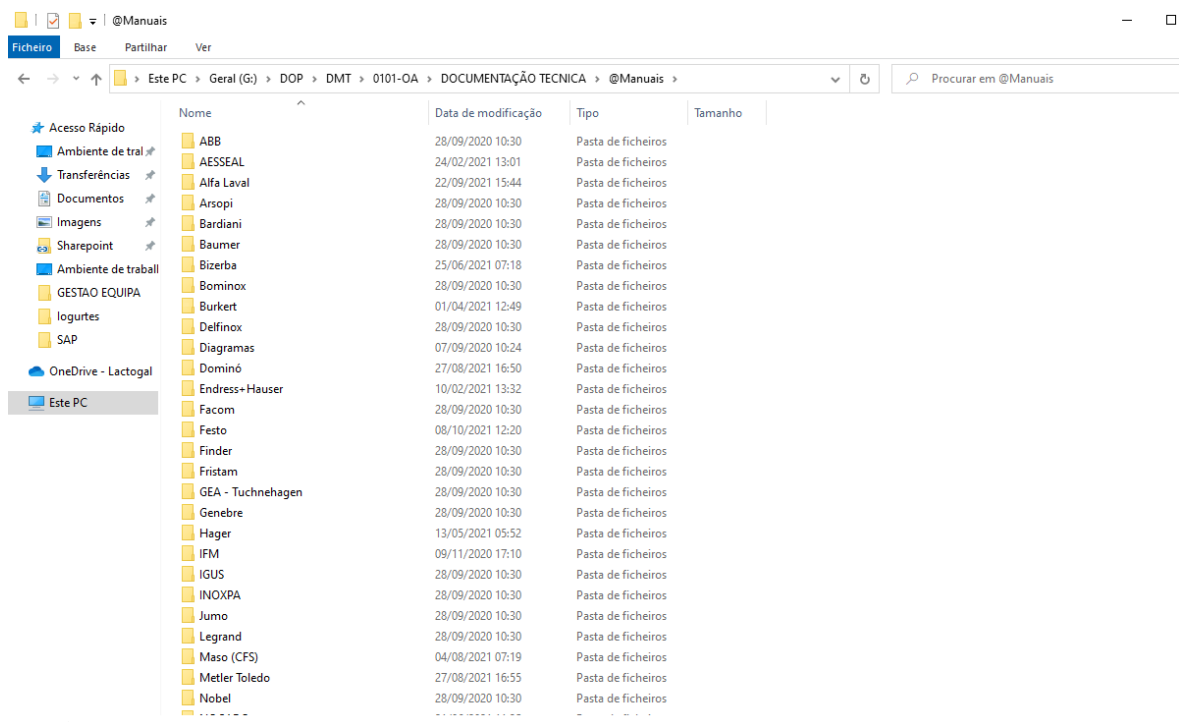 @Manuais
Ficheiro Base Partilhar Ver
Este PC > Geral (G:) > DOP > DMT > 0101-OA > DOCUMENTAÇÃO TECNICA > @Manuais >
Procurar em @Manuais
Nome Data de modificação Tipo Tamanho
Acesso Rápido
Ambiente de tral
Transferências
Documentos
Imagens
Sharepoint
Ambiente de traball
GESTAO EQUIPA
Iogurtes
SAP
OneDrive - Lactogal
Este PC
ABB 28/09/2020 10:30 Pasta de ficheiros
AESSEAL 24/02/2021 13:01 Pasta de ficheiros
Alfa Laval 22/09/2021 15:44 Pasta de ficheiros
Arsopi 28/09/2020 10:30 Pasta de ficheiros
Bardiani 28/09/2020 10:30 Pasta de ficheiros
Baumer 28/09/2020 10:30 Pasta de ficheiros
Bizerba 25/06/2021 07:18 Pasta de ficheiros
Bominox 28/09/2020 10:30 Pasta de ficheiros
Burkert 01/04/2021 12:49 Pasta de ficheiros
Delfinox 28/09/2020 10:30 Pasta de ficheiros
Diagramas 07/09/2020 10:24 Pasta de ficheiros
Dominó 27/08/2021 16:50 Pasta de ficheiros
Endress+Hauser 10/02/2021 13:32 Pasta de ficheiros
Facom 28/09/2020 10:30 Pasta de ficheiros
Festo 08/10/2021 12:20 Pasta de ficheiros
Finder 28/09/2020 10:30 Pasta de ficheiros
Fristam 28/09/2020 10:30 Pasta de ficheiros
GEA - Tuchnehagen 28/09/2020 10:30 Pasta de ficheiros
Genebre 28/09/2020 10:30 Pasta de ficheiros
Hager 13/05/2021 05:52 Pasta de ficheiros
IFM 09/11/2020 17:10 Pasta de ficheiros
IGUS 28/09/2020 10:30 Pasta de ficheiros
INOXPA 28/09/2020 10:30 Pasta de ficheiros
Jumo 28/09/2020 10:30 Pasta de ficheiros
Legrand 28/09/2020 10:30 Pasta de ficheiros
Maso (CFS) 04/08/2021 07:19 Pasta de ficheiros
Metler Toledo 27/08/2021 16:55 Pasta de ficheiros
Nobel 28/09/2020 10:30 Pasta de ficheiros